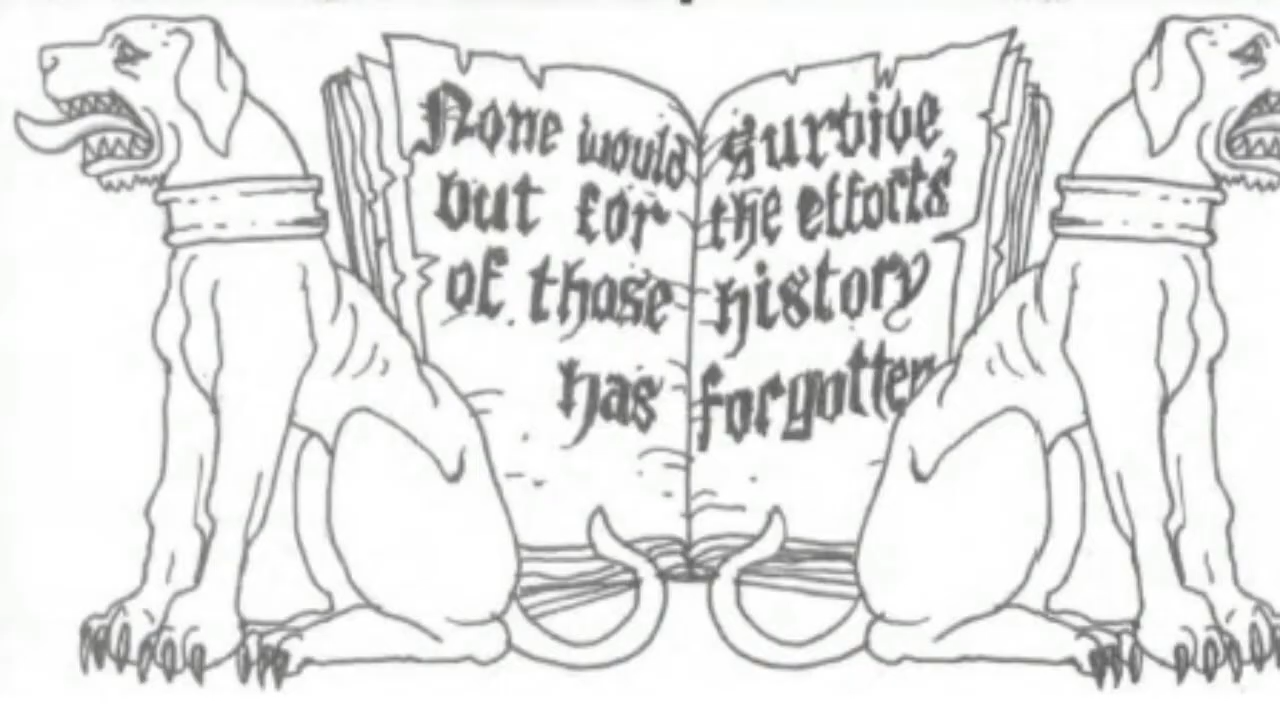 None would survive
but for the efforts
of those history
has forgotten